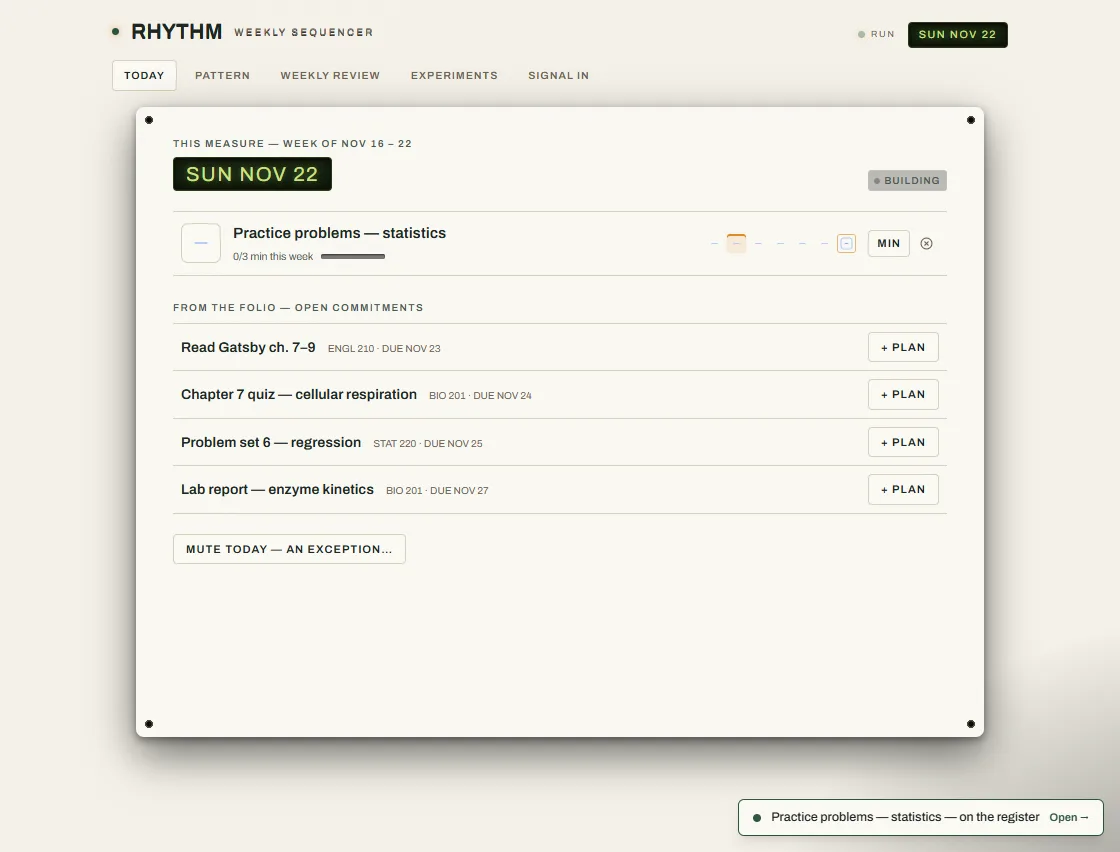 RHYTHM WEEKLY SEQUENCER
RUN SUN NOV 22
TODAY PATTERN WEEKLY REVIEW EXPERIMENTS SIGNAL IN
THIS MEASURE — WEEK OF NOV 16 – 22
SUN NOV 22
BUILDING
— Practice problems — statistics
0/3 min this week
– – – – – – – MIN
FROM THE FOLIO — OPEN COMMITMENTS
Read Gatsby ch. 7–9 ENGL 210 · DUE NOV 23 + PLAN
Chapter 7 quiz — cellular respiration BIO 201 · DUE NOV 24 + PLAN
Problem set 6 — regression STAT 220 · DUE NOV 25 + PLAN
Lab report — enzyme kinetics BIO 201 · DUE NOV 27 + PLAN
MUTE TODAY — AN EXCEPTION...
Practice problems — statistics — on the register Open →